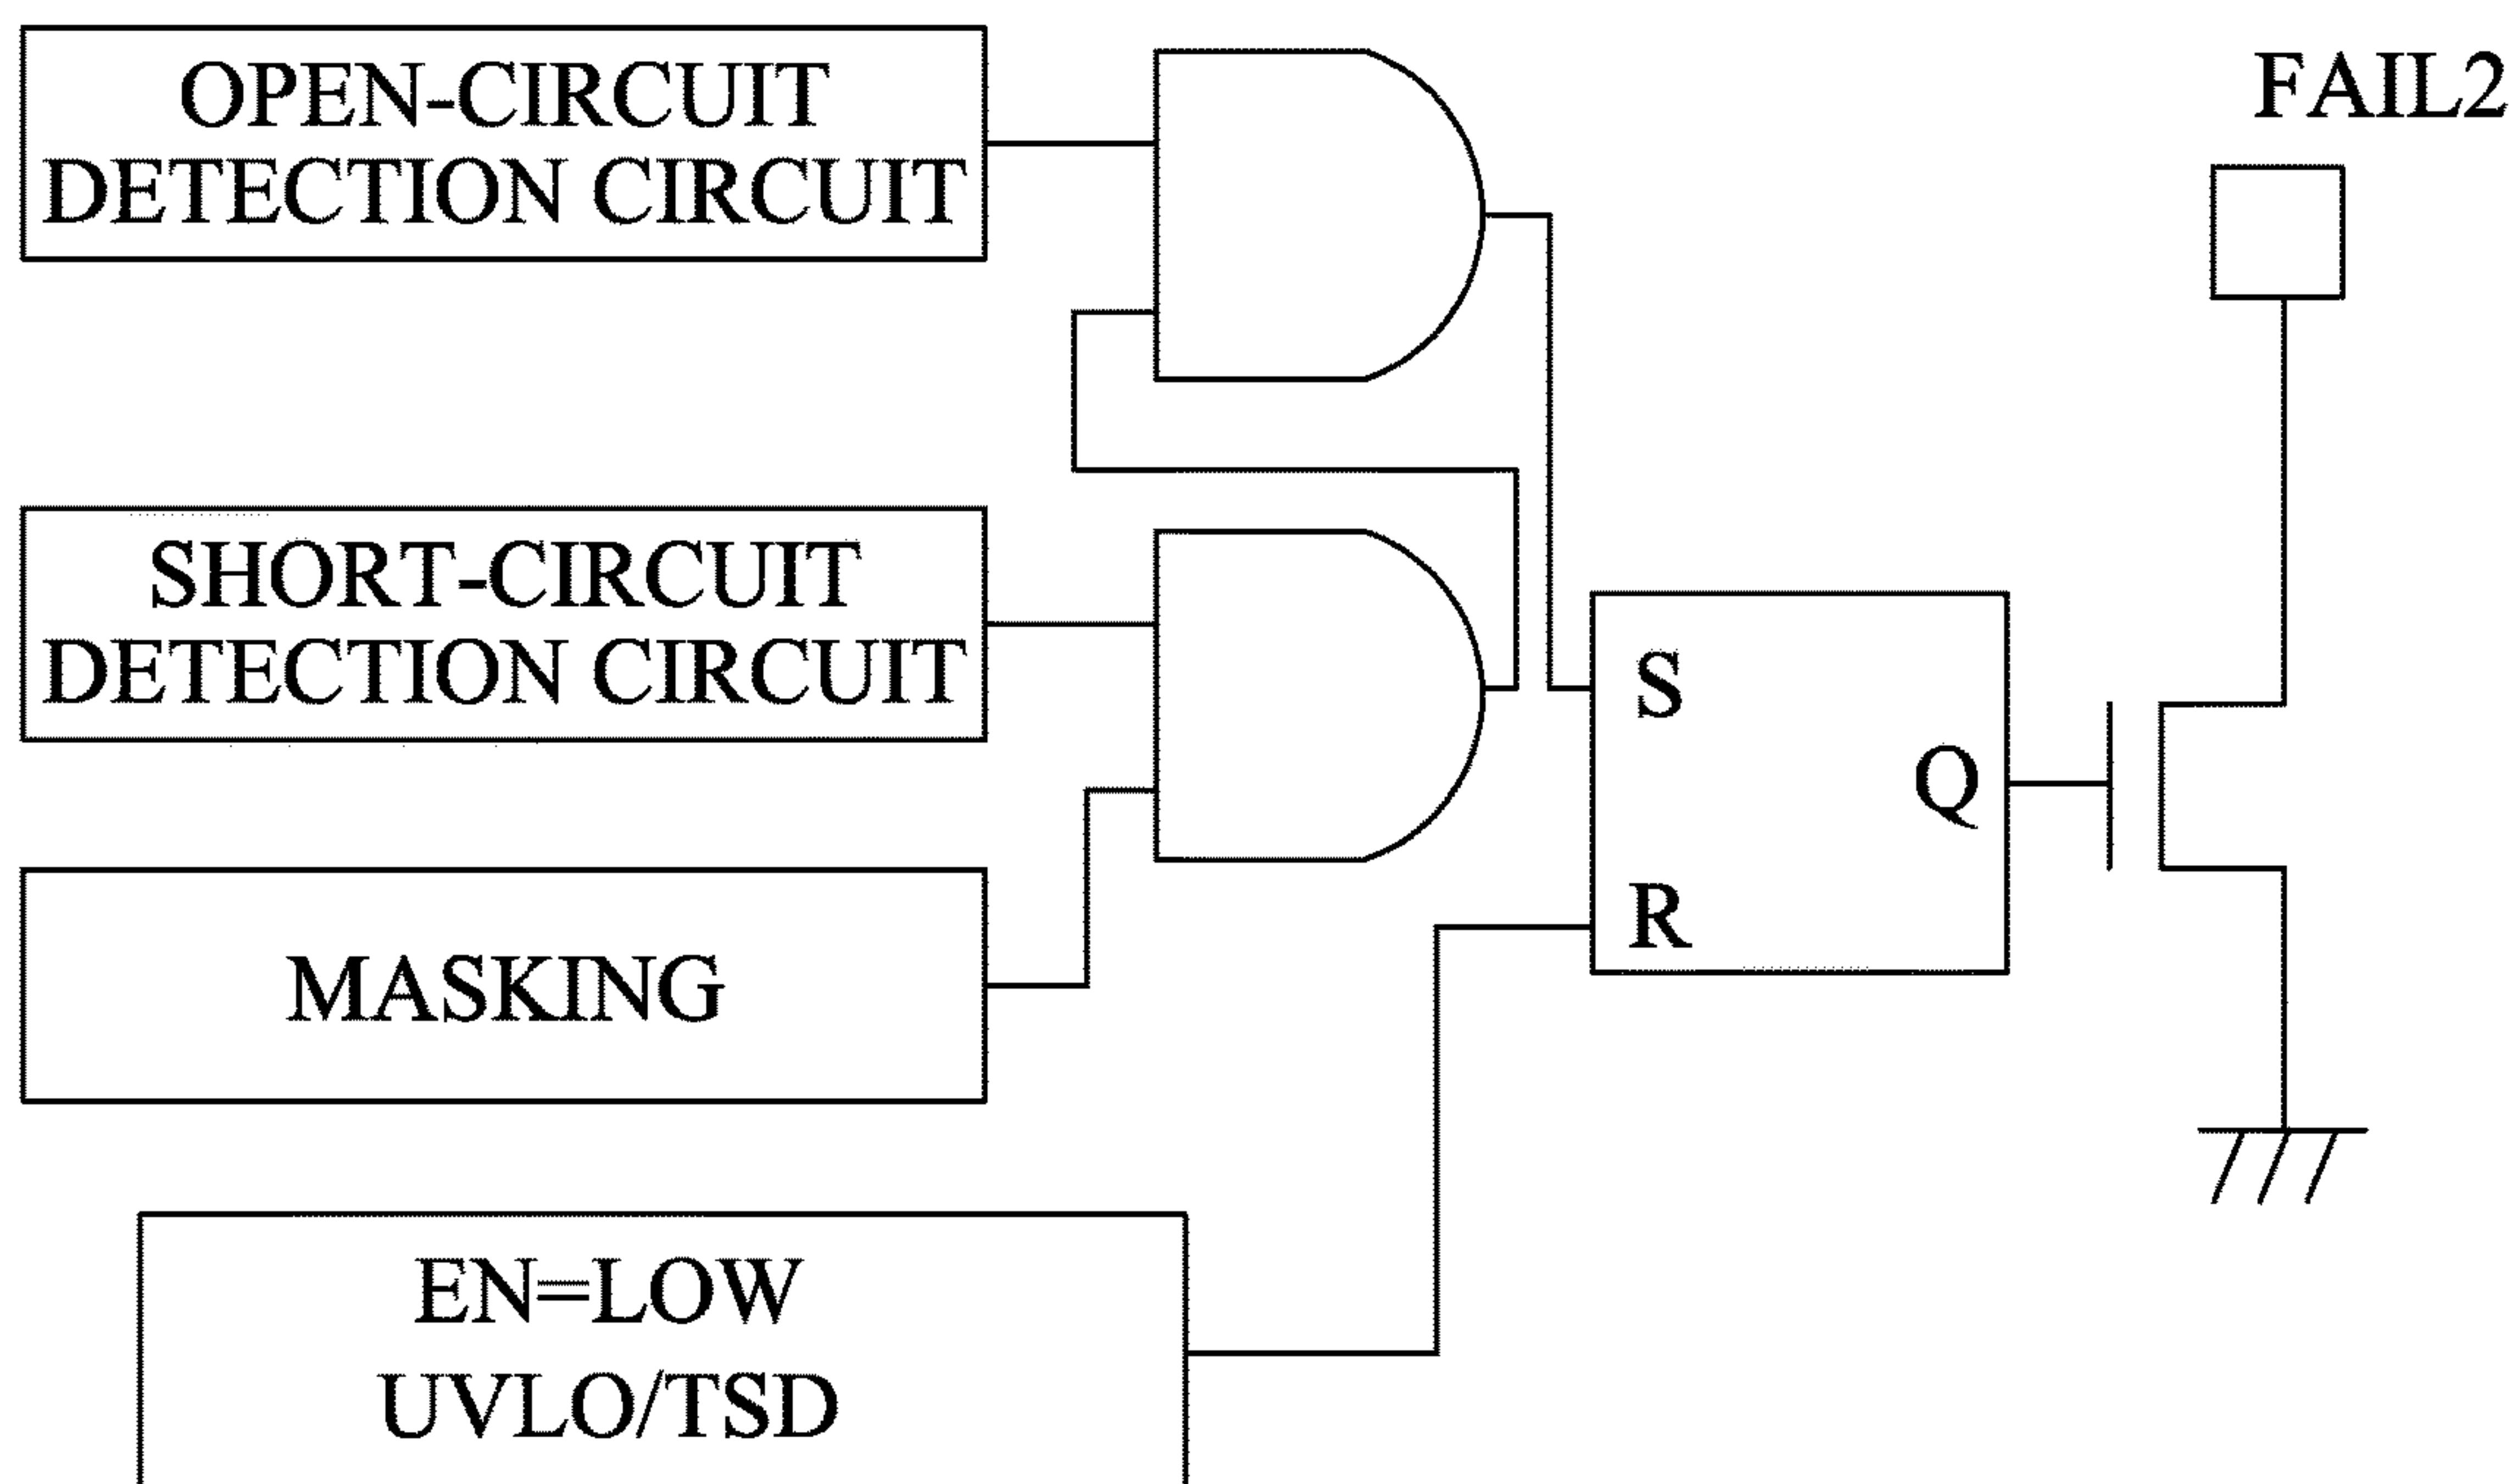 OPEN-CIRCUIT
DETECTION CIRCUIT
FAIL2
SHORT-CIRCUIT
DETECTION CIRCUIT
S
Q
R
MASKING
EN=LOW
UVLO/TSD